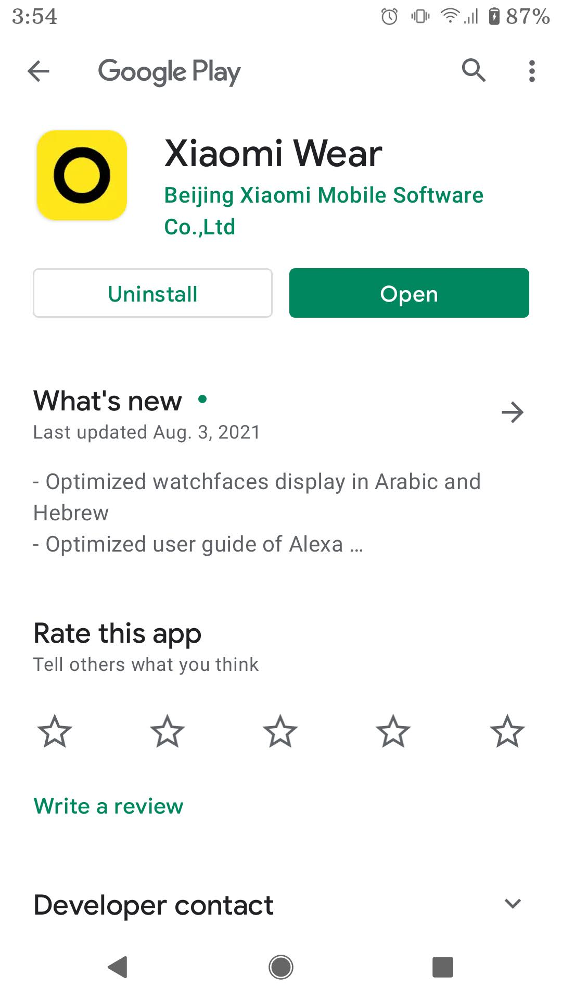 3:54
87%
Google Play
Xiaomi Wear
Beijing Xiaomi Mobile Software
Co.,Ltd
Uninstall
Open
What's new
Last updated Aug. 3, 2021
- Optimized watchfaces display in Arabic and
Hebrew
- Optimized user guide of Alexa ...
Rate this app
Tell others what you think
Write a review
Developer contact